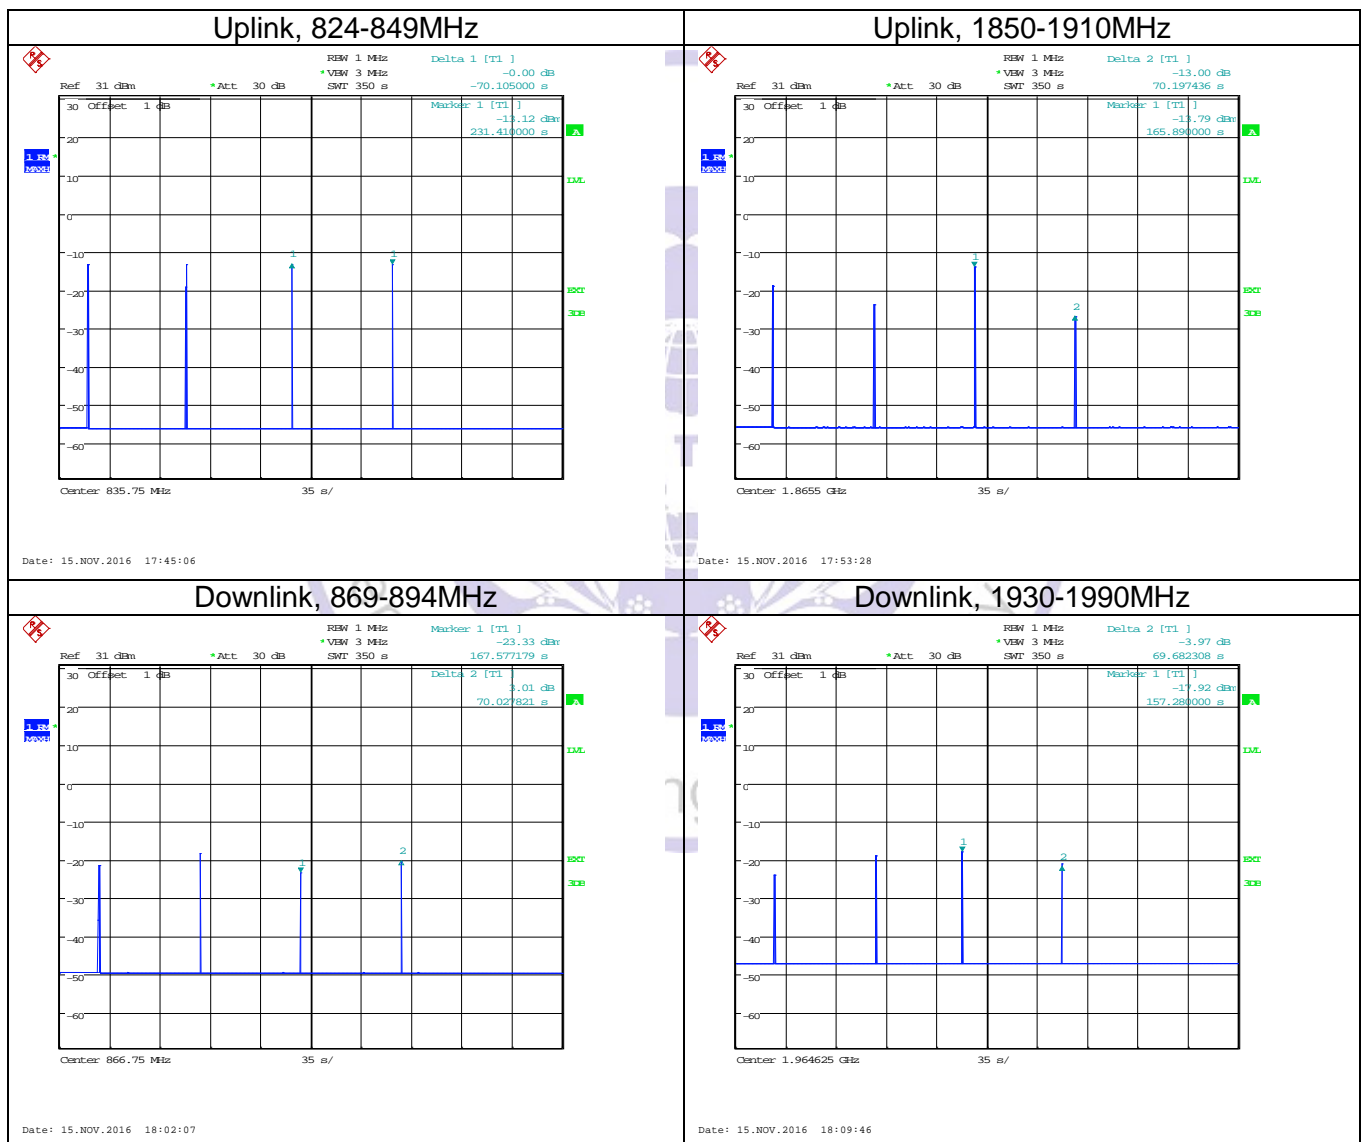 Uplink, 824-849MHz
RBW 1 MHz Delta 1 [T1 ]
*VBW 3 MHz -0.00 dB
Ref 31 dBm *Att 30 dB SWT 350 s -70.105000 s
30 Offset 1 dB Marker 1 [T1 ]
-13.12 dBm
231.410000 s
A
20
1 RM *
MAXH
10
LVL
0
-10
1 1
-20
EXT
3DB
-30
-40
-50
-60
Center 835.75 MHz 35 s/
Date: 15.NOV.2016 17:45:06
Uplink, 1850-1910MHz
RBW 1 MHz Delta 2 [T1 ]
*VBW 3 MHz -13.00 dB
Ref 31 dBm *Att 30 dB SWT 350 s 70.197436 s
30 Offset 1 dB Marker 1 [T1 ]
-13.79 dBm
165.890000 s
A
20
1 RM *
MAXH
10
LVL
0
-10
1
-20
EXT
2
3DB
-30
-40
-50
-60
Center 1.8655 GHz 35 s/
Date: 15.NOV.2016 17:53:28
Downlink, 869-894MHz
RBW 1 MHz Marker 1 [T1 ]
*VBW 3 MHz -23.33 dBm
Ref 31 dBm *Att 30 dB SWT 350 s 167.577179 s
30 Offset 1 dB Delta 2 [T1 ]
3.01 dB
70.027821 s
A
20
1 RM *
MAXH
10
LVL
0
-10
2
-20
1
EXT
3DB
-30
-40
-50
-60
Center 866.75 MHz 35 s/
Date: 15.NOV.2016 18:02:07
Downlink, 1930-1990MHz
RBW 1 MHz Delta 2 [T1 ]
*VBW 3 MHz -3.97 dB
Ref 31 dBm *Att 30 dB SWT 350 s 69.682308 s
30 Offset 1 dB Marker 1 [T1 ]
-17.92 dBm
157.280000 s
A
20
1 RM *
MAXH
10
LVL
0
-10
1
-20
2
EXT
3DB
-30
-40
-50
-60
Center 1.964625 GHz 35 s/
Date: 15.NOV.2016 18:09:46